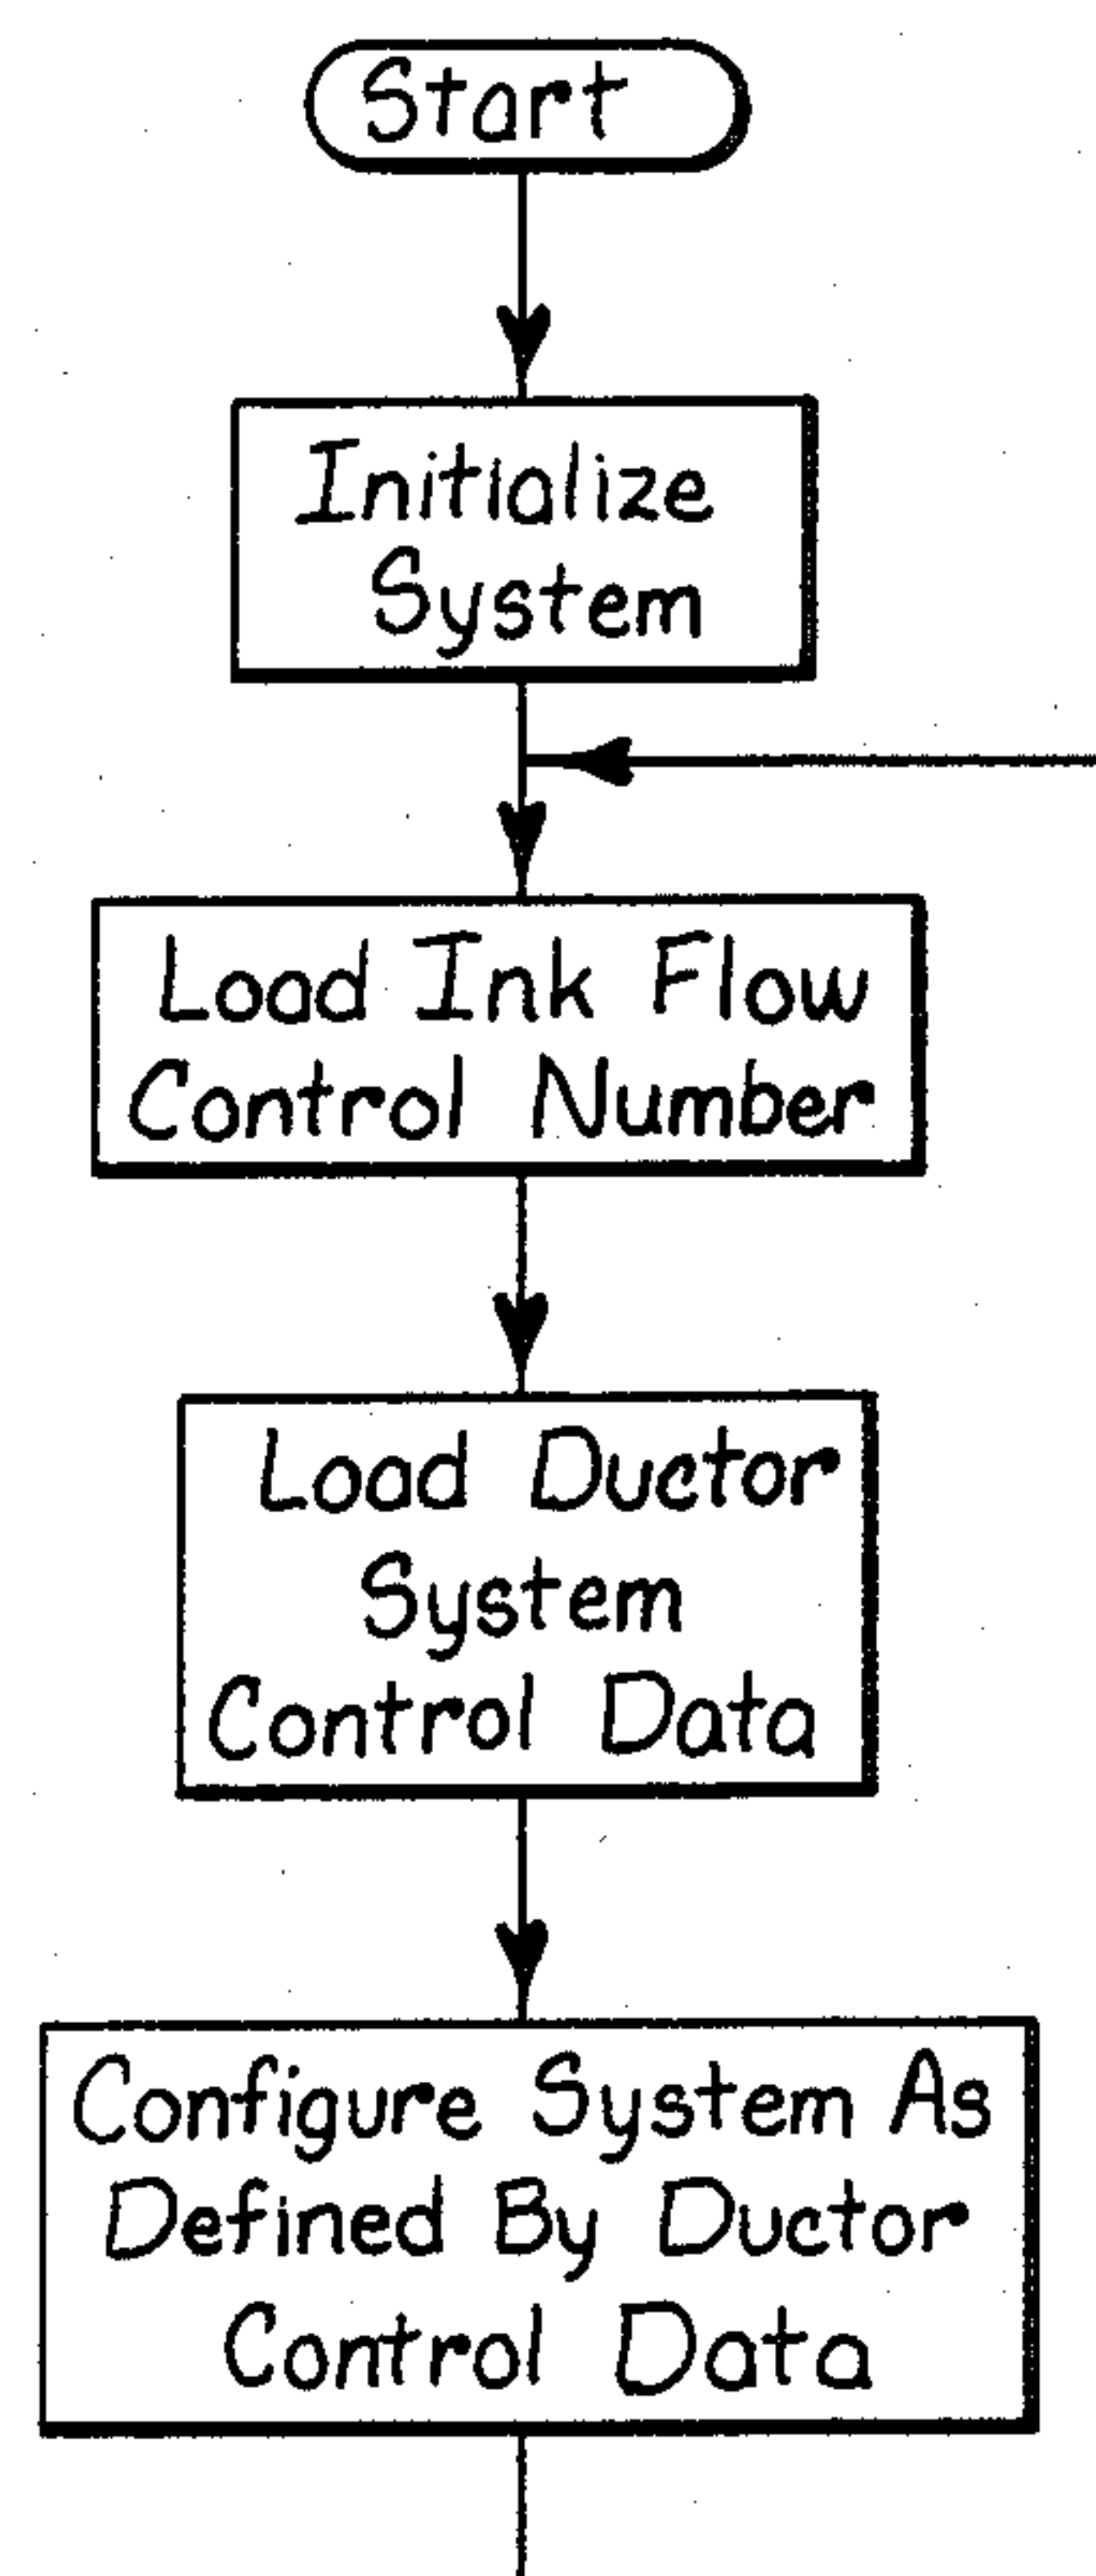 Start
Initialize
System
Load Ink Flow
Control Number
Load Ductor
System
Control Data
Configure System As
Defined By Ductor
Control Data